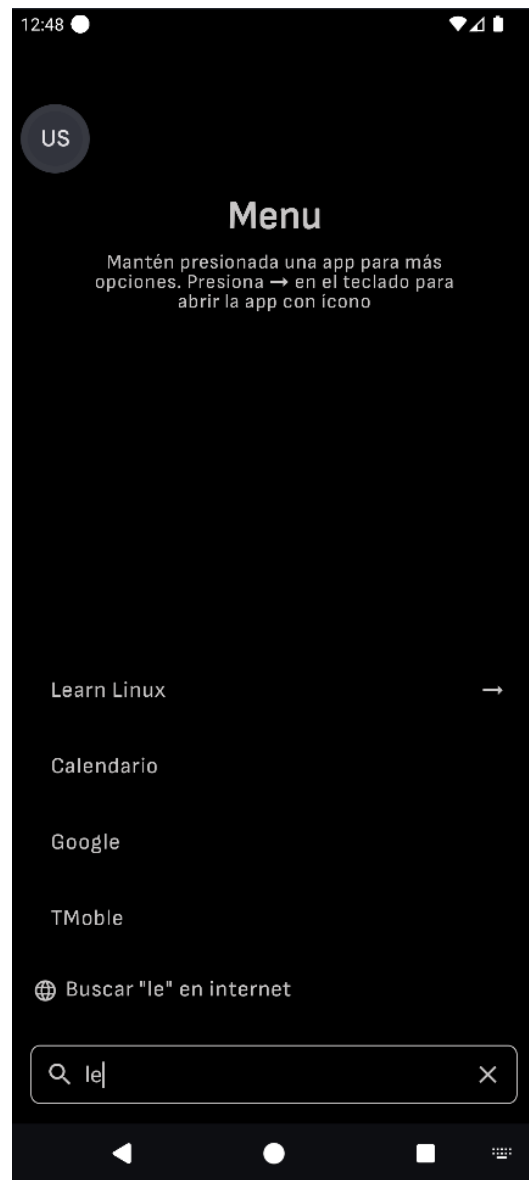 12:48
US
Menu
Mantén presionada una app para más
opciones. Presiona → en el teclado para
abrir la app con ícono
Learn Linux →
Calendario
Google
TMoble
Buscar "le" en internet
le